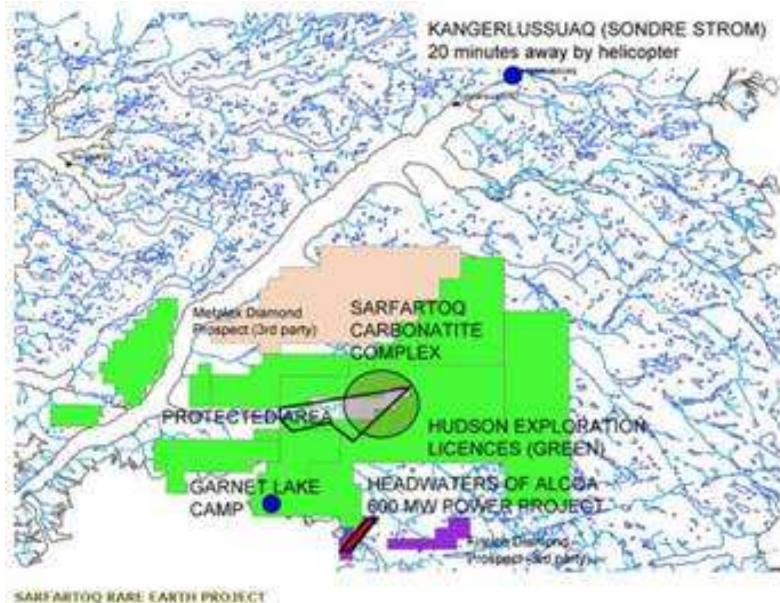 KANGERLUSSUAQ (SONDRE STROM)
20 minutes away by helicopter
Metplex Diamond
Prospect (3rd party)
SARFARTOQ
CARBONATITE
COMPLEX
PROTECTED AREA
HUDSON EXPLORATION
LICENCES (GREEN)
GARNET LAKE
CAMP
HEADWATERS OF ALCOA
600 MW POWER PROJECT
Diamond
Prospect (3rd party)
SARFARTOQ RARE EARTH PROJECT